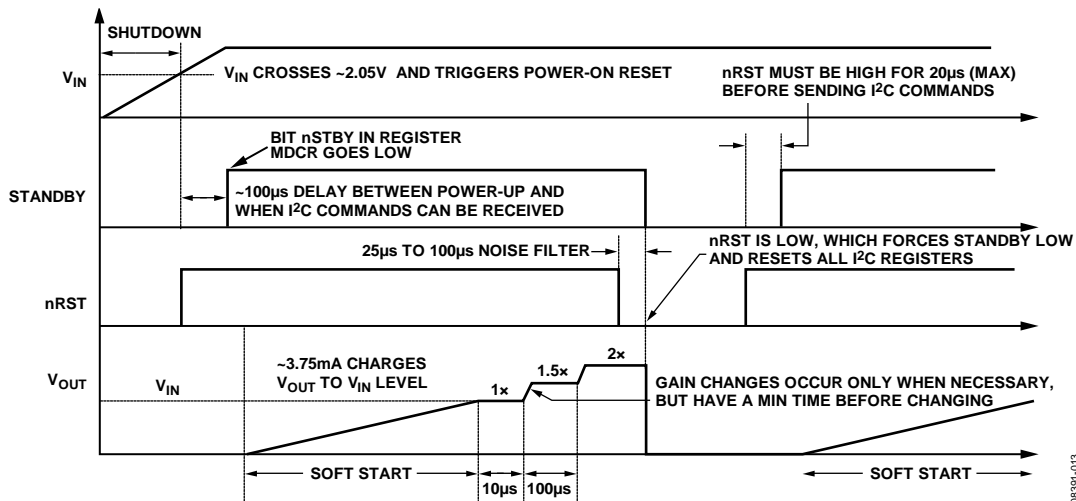 SHUTDOWN
VIN
VIN CROSSES ~2.05V AND TRIGGERS POWER-ON RESET
nRST MUST BE HIGH FOR 20µs (MAX)
BEFORE SENDING I2C COMMANDS
BIT nSTBY IN REGISTER
MDCR GOES LOW
STANDBY
~100µs DELAY BETWEEN POWER-UP AND
WHEN I2C COMMANDS CAN BE RECEIVED
25µs TO 100µs NOISE FILTER
nRST IS LOW, WHICH FORCES STANDBY LOW
AND RESETS ALL I2C REGISTERS
nRST
VOUT
VIN
~3.75mA CHARGES
VOUT TO VIN LEVEL
1×
1.5×
2×
GAIN CHANGES OCCUR ONLY WHEN NECESSARY,
BUT HAVE A MIN TIME BEFORE CHANGING
SOFT START
10µs
100µs
SOFT START
08391-013